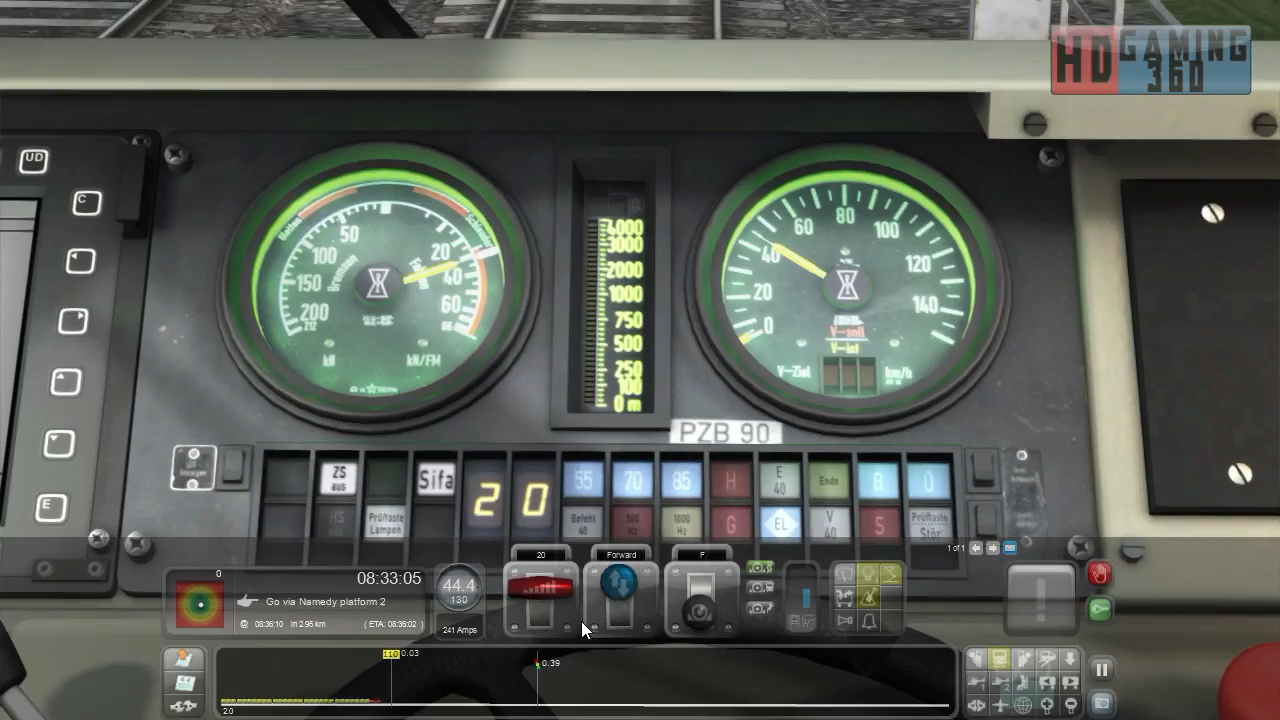 HD GAMING
360
UD
C
E
50
100
150
200
212
Bremsen
20
40
60
Fahren
kN
kN/FM
4000
3000
2000
1000
750
500
250
100
0 m
0
20
40
60
80
100
120
140
V-soll
V-ist
V-Ziel
km/h
PZB 90
ZS
aus
Sifa
20
55
70
85
H
E
40
Ende
B
Ü
Prüftaste
Lampen
Befehl
40
500
Hz
1000
Hz
G
EL
V
40
S
Prüftaste
Stör
20
Forward
F
1 of 1
0
08:33:05
Go via Namedy platform 2
@ 08:36:10 In 2.95 km ( ETA: 08:36:02 )
44.4
130
241 Amps
110 0.03
0.39
2.0